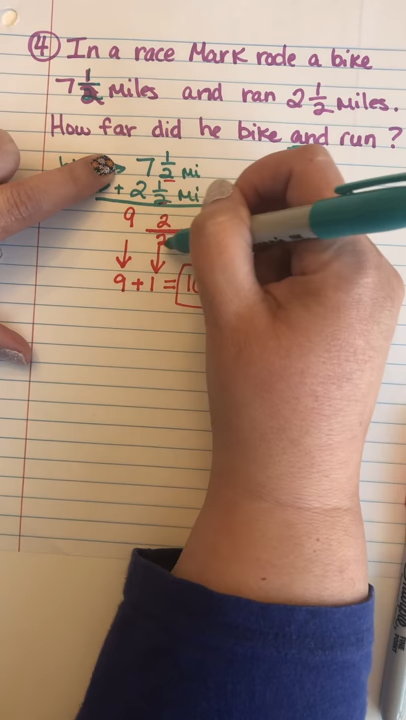 ④ In a race Mark rode a bike
7 1/2 miles and ran 2 1/2 miles.
How far did he bike and run ?
7 1/2 mi
+ 2 1/2 mi
9 2/2
9 + 1 =